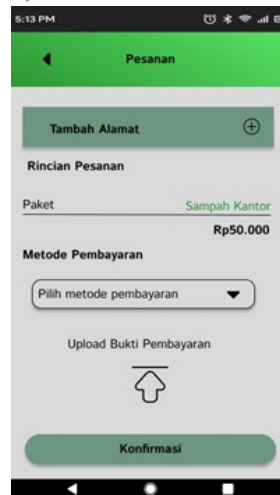 5:13 PM
Pesanan
Tambah Alamat
Rincian Pesanan
Paket Sampah Kantor
Rp50.000
Metode Pembayaran
Pilih metode pembayaran
Upload Bukti Pembayaran
Konfirmasi